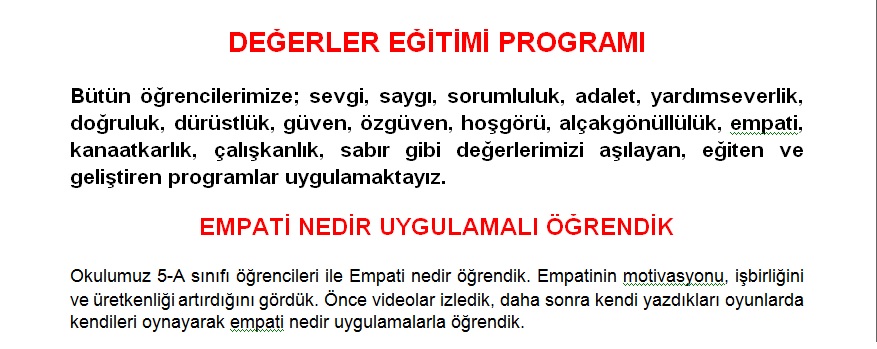 DEĞERLER EĞİTİMİ PROGRAMI
Bütün öğrencilerimize; sevgi, saygı, sorumluluk, adalet, yardımseverlik,
doğruluk, dürüstlük, güven, özgüven, hoşgörü, alçakgönüllülük, empati,
kanaatkarlık, çalışkanlık, sabır gibi değerlerimizi aşılayan, eğiten ve
geliştiren programlar uygulamaktayız.
EMPATİ NEDİR UYGULAMALI ÖĞRENDİK
Okulumuz 5-A sınıfı öğrencileri ile Empati nedir öğrendik. Empatinin motivasyonu, işbirliğini
ve üretkenliği artırdığını gördük. Önce videolar izledik, daha sonra kendi yazdıkları oyunlarda
kendileri oynayarak empati nedir uygulamalarla öğrendik.